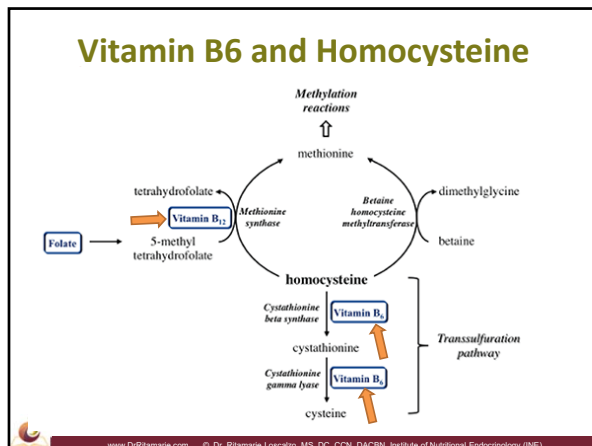 Vitamin B6 and Homocysteine
Methylation
reactions
methionine
tetrahydrofolate
dimethylglycine
Vitamin B₁₂
Methionine
synthase
Betaine
homocysteine
methyltransferase
Folate
5-methyl
tetrahydrofolate
betaine
homocysteine
Cystathionine
beta synthase
Vitamin B₆
cystathionine
Transsulfuration
pathway
Cystathionine
gamma lyase
Vitamin B₆
cysteine
www.DrRitamarie.com © Dr. Ritamarie Loscalzo, MS, DC, CCN, DACBN, Institute of Nutritional Endocrinology (INE)